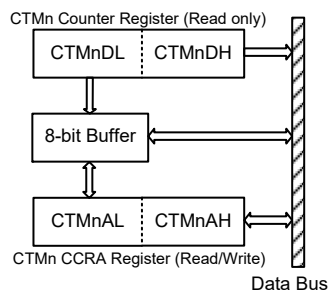 CTMn Counter Register (Read only)
CTMnDL CTMnDH
8-bit Buffer
CTMnAL CTMnAH
CTMn CCRA Register (Read/Write)
Data Bus